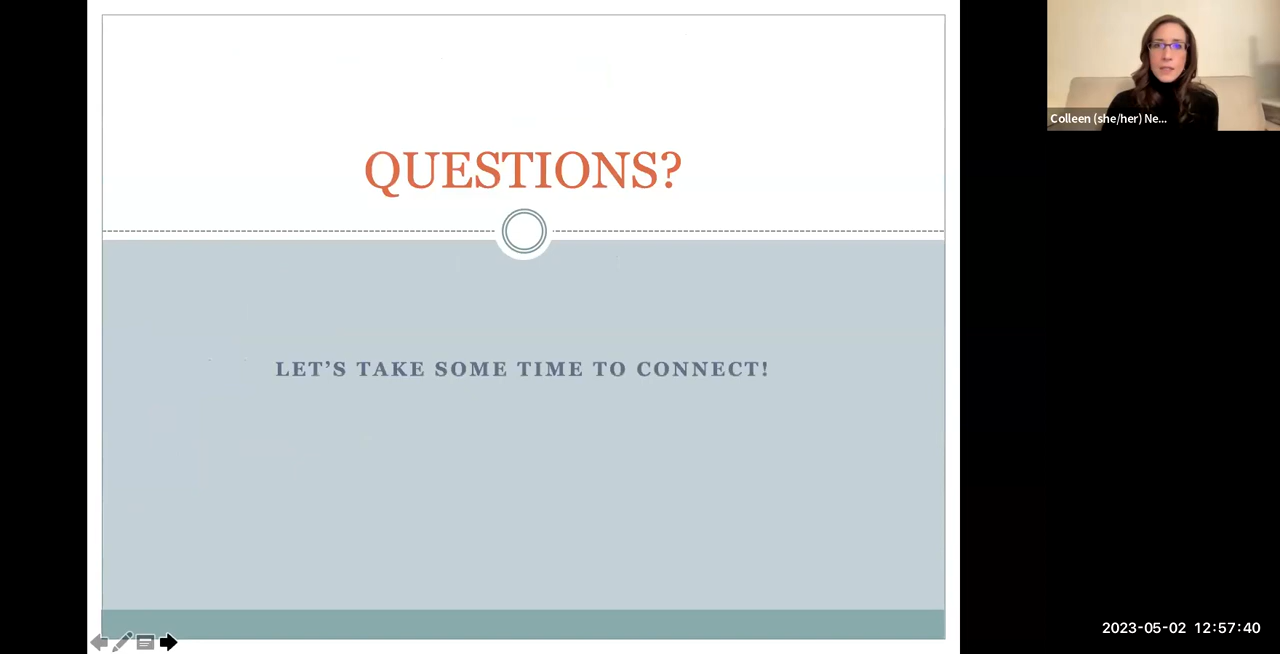 QUESTIONS?
LET'S TAKE SOME TIME TO CONNECT!
Colleen (she/her) Ne...
2023-05-02 12:57:40